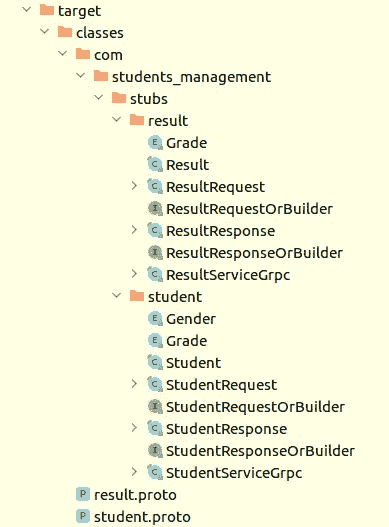 target
classes
com
students_management
stubs
result
E Grade
C Result
C ResultRequest
I ResultRequestOrBuilder
C ResultResponse
I ResultResponseOrBuilder
C ResultServiceGrpc
student
E Gender
E Grade
C Student
C StudentRequest
I StudentRequestOrBuilder
C StudentResponse
I StudentResponseOrBuilder
C StudentServiceGrpc
P result.proto
P student.proto